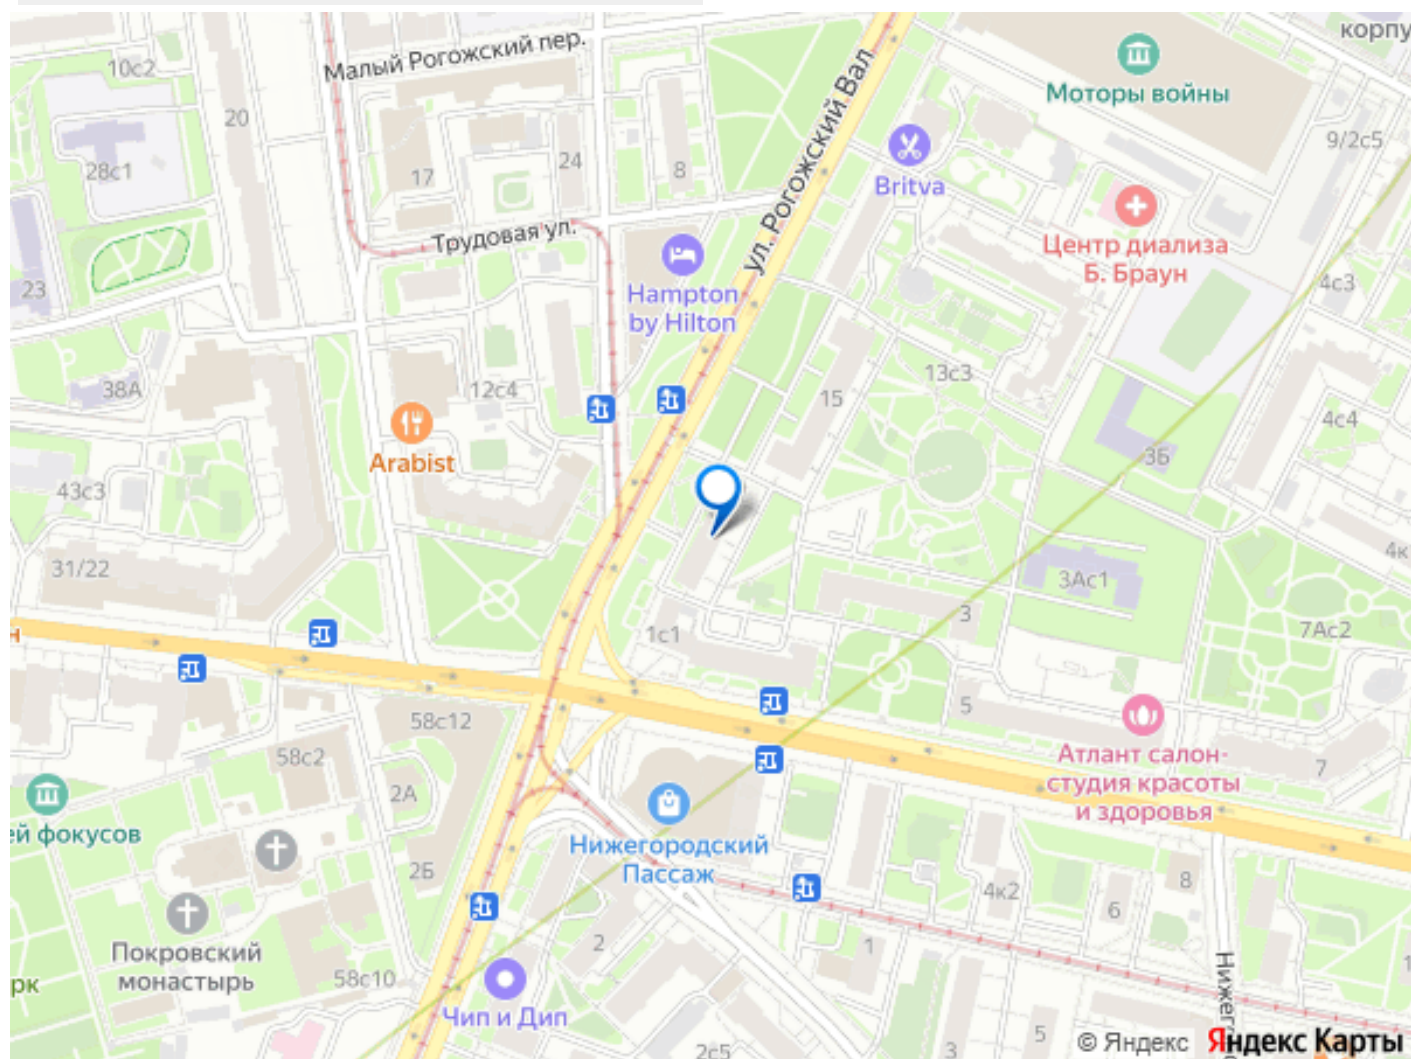 корпу
Малый Рогожский пер.
10с2
Моторы войны
20
ул. Рогожский Вал
9/2с5
28с1
17
24
8
Britva
Трудовая ул.
Центр диализа
Б. Браун
23
Hampton
by Hilton
4с3
38А
12с4
15
13с3
4с4
Arabist
43с3
3Б
31/22
3Ас1
4к
н
1с1
3
7Ас2
58с12
5
58с2
Атлант салон-
студия красоты
и здоровья
7
2А
ей фокусов
Нижегородский
Пассаж
2Б
4к2
8
6
Покровский
монастырь
58с10
2
1
рк
Чип и Дип
Нижего
1
2с5
3
5
© Яндекс
Яндекс Карты